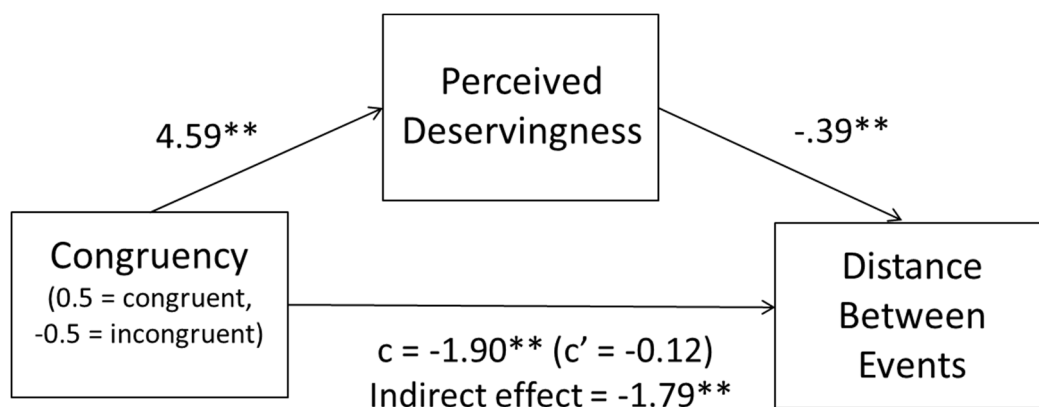 Perceived
Deservingness
4.59**
-.39**
Congruency
(0.5 = congruent,
-0.5 = incongruent)
Distance
Between
Events
c = -1.90** (c’ = -0.12)
Indirect effect = -1.79**